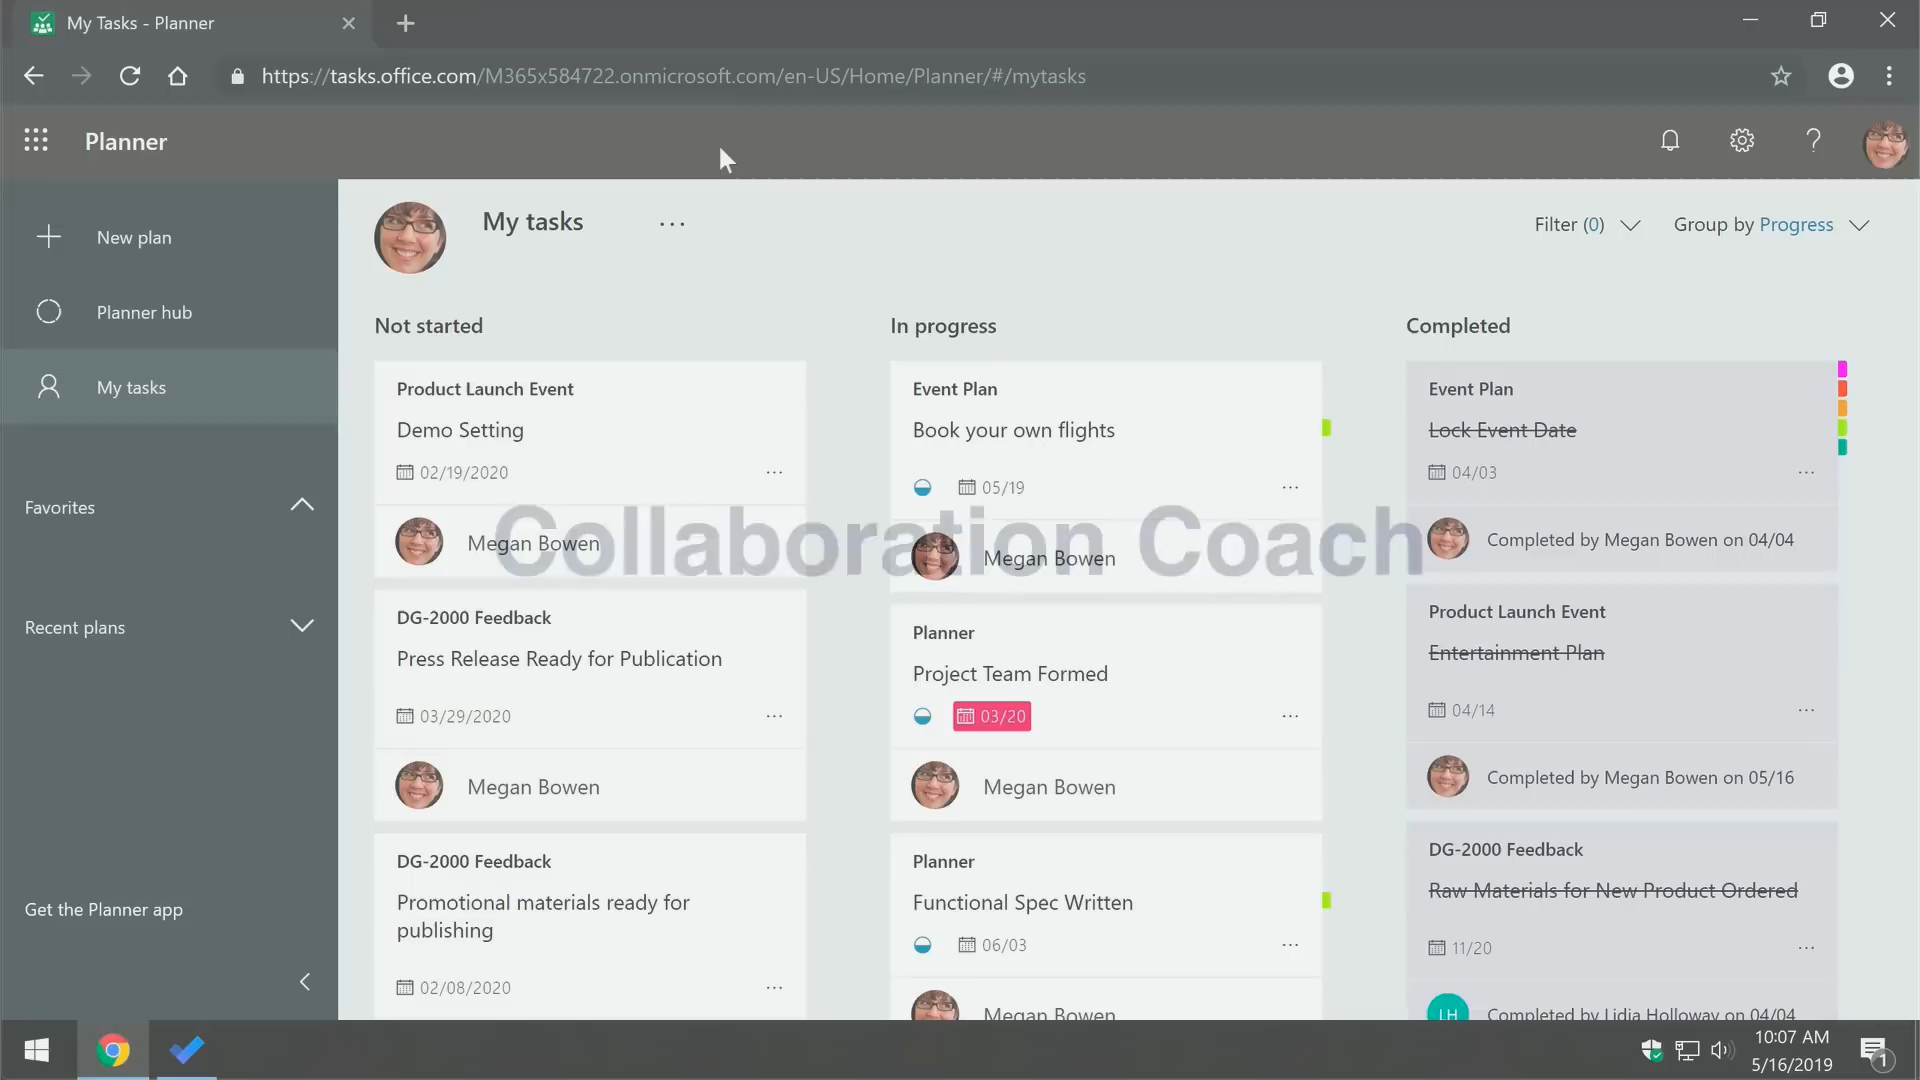 My Tasks - Planner
https://tasks.office.com/M365x584722.onmicrosoft.com/en-US/Home/Planner/#/mytasks
Planner
New plan
Planner hub
My tasks
Favorites
Recent plans
Get the Planner app
My tasks
Filter (0)
Group by Progress
Not started
Product Launch Event
Demo Setting
02/19/2020
Megan Bowen
DG-2000 Feedback
Press Release Ready for Publication
03/29/2020
Megan Bowen
DG-2000 Feedback
Promotional materials ready for
publishing
02/08/2020
In progress
Event Plan
Book your own flights
05/19
Megan Bowen
Planner
Project Team Formed
03/20
Megan Bowen
Planner
Functional Spec Written
06/03
Megan Bowen
Completed
Event Plan
Lock Event Date
04/03
Completed by Megan Bowen on 04/04
Product Launch Event
Entertainment Plan
04/14
Completed by Megan Bowen on 05/16
DG-2000 Feedback
Raw Materials for New Product Ordered
11/20
LH
Completed by Lidia Holloway on 04/04
Collaboration Coach
10:07 AM
5/16/2019
1